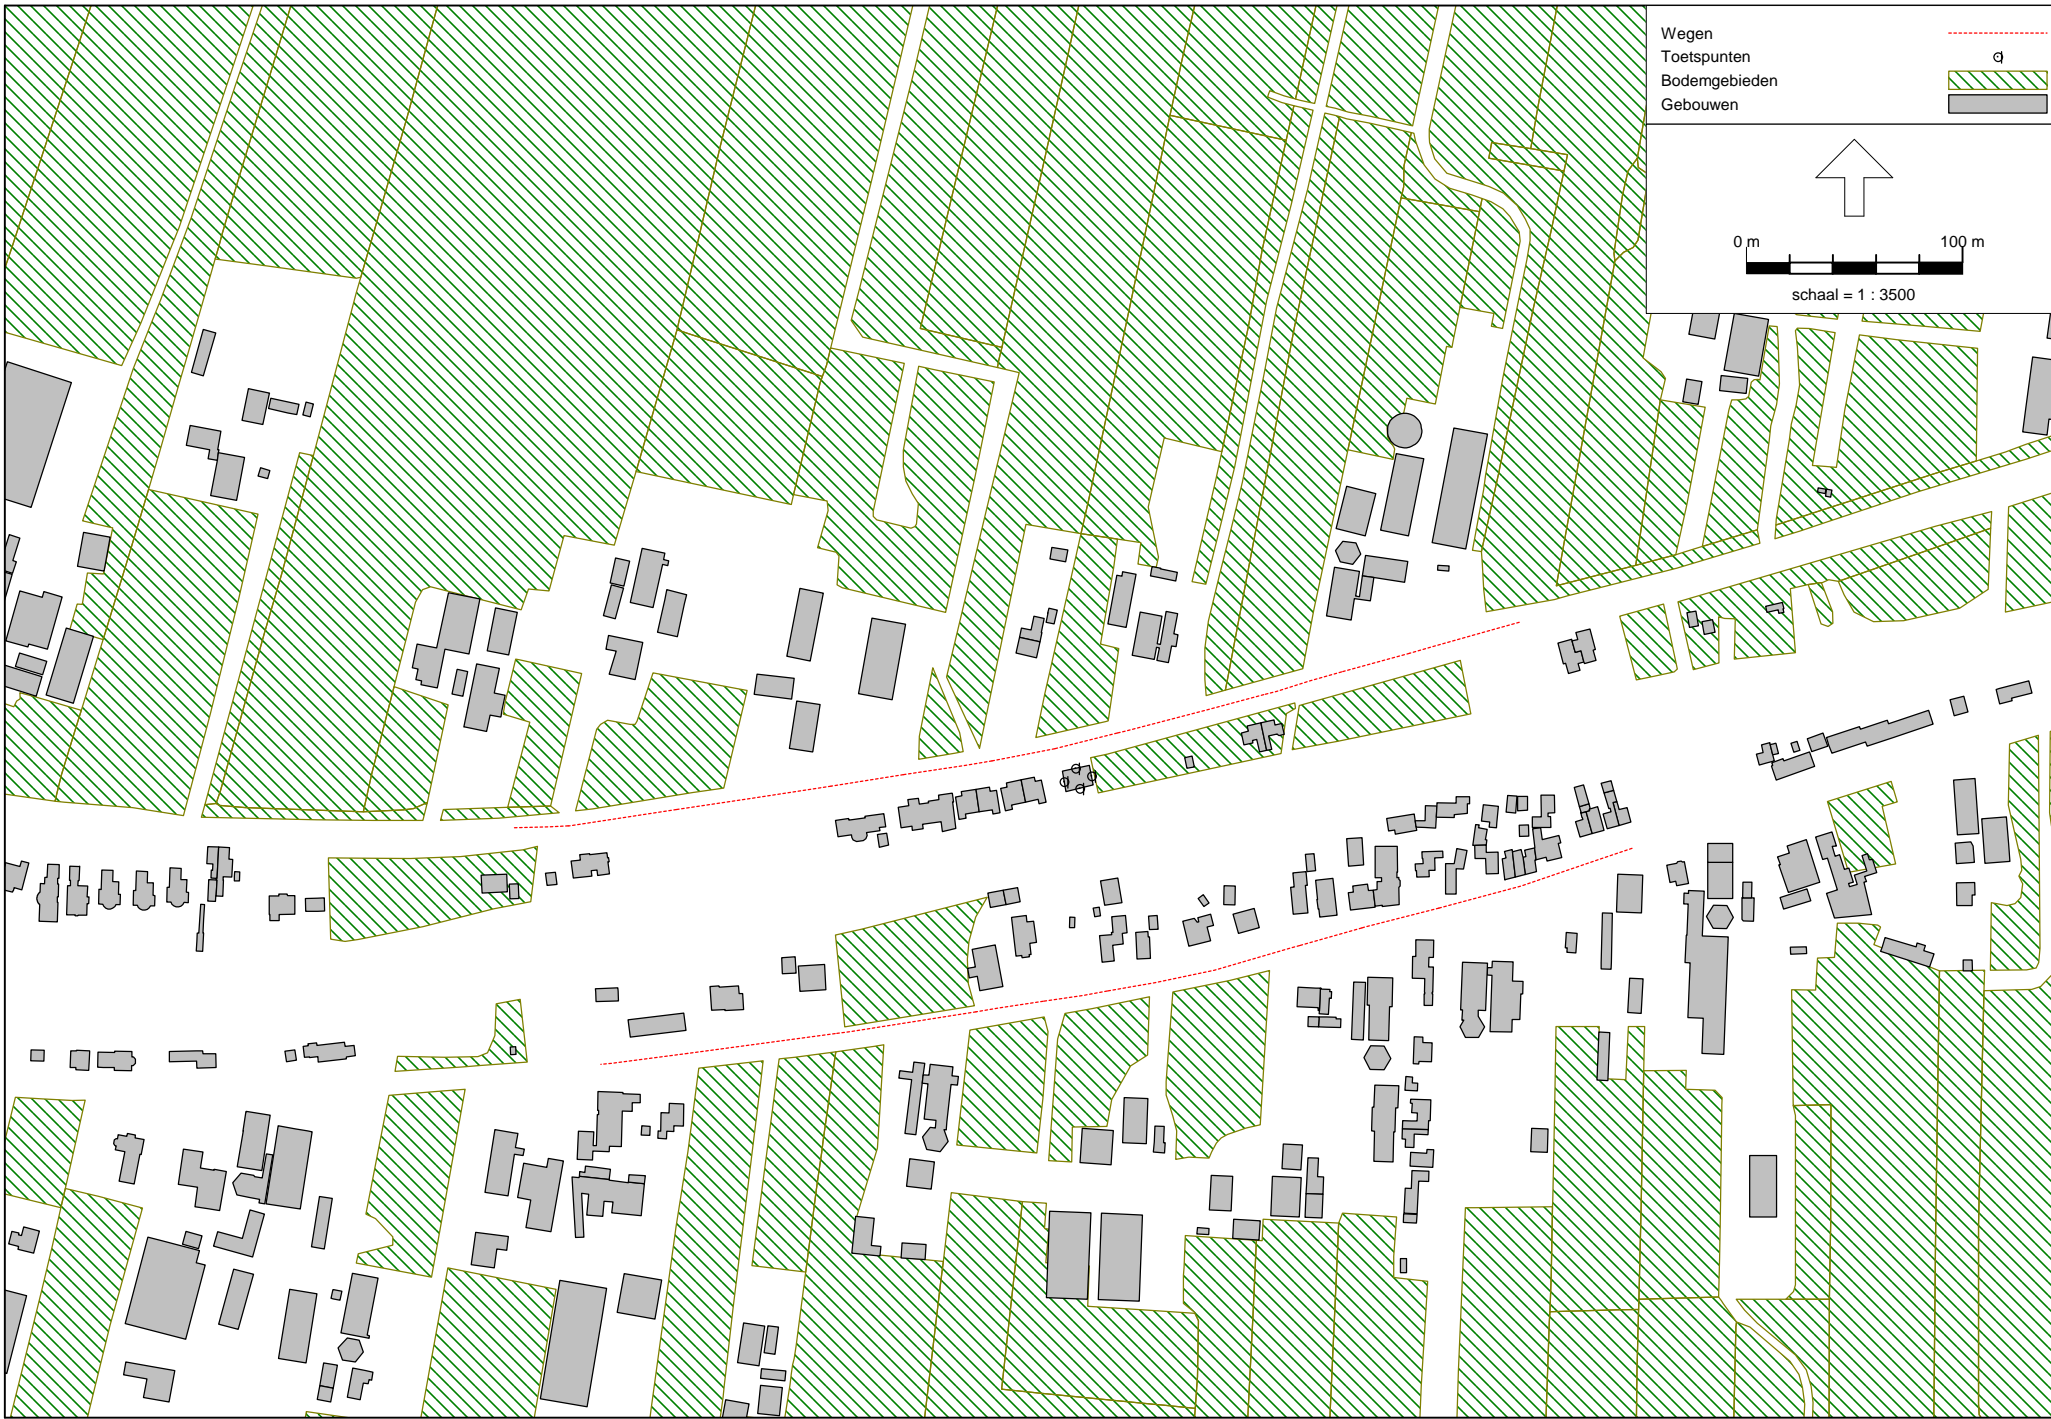 Wegen
Toetspunten
Bodemgebieden
Gebouwen
0 m 100 m
schaal = 1 : 3500